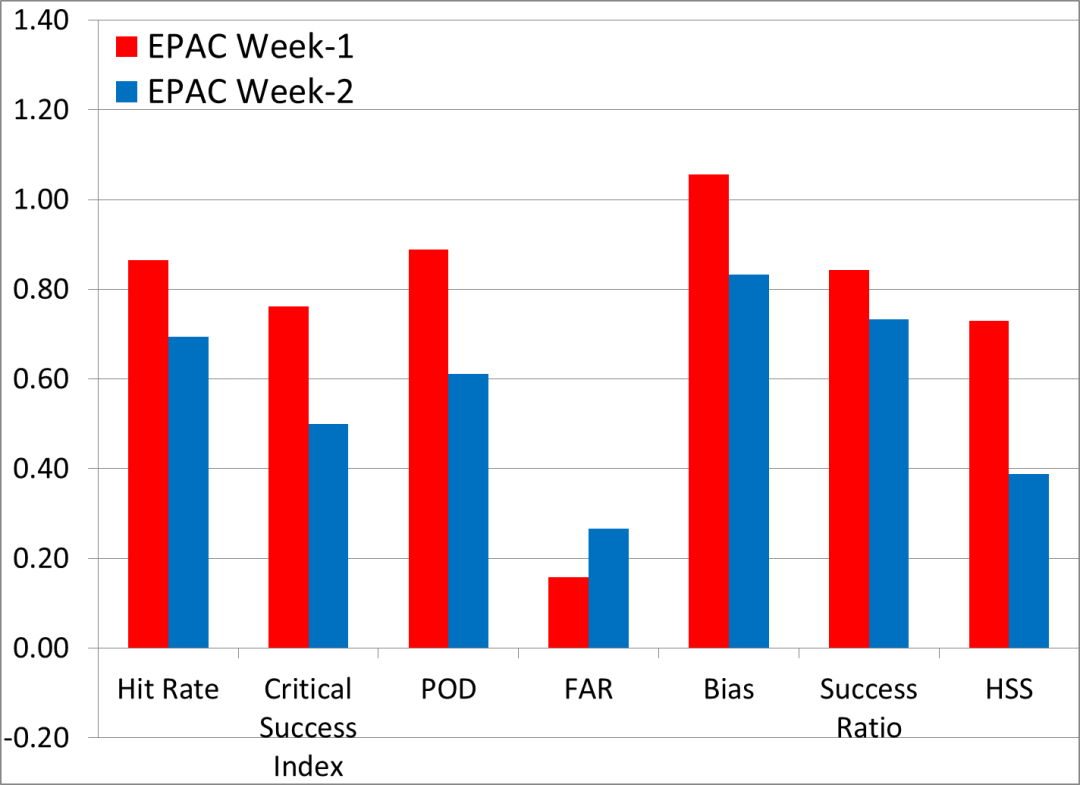 1.40
EPAC Week-1
EPAC Week-2
1.20
1.00
0.80
0.60
0.40
0.20
0.00
-0.20
Hit Rate
Critical
Success
Index
POD
FAR
Bias
Success
Ratio
HSS